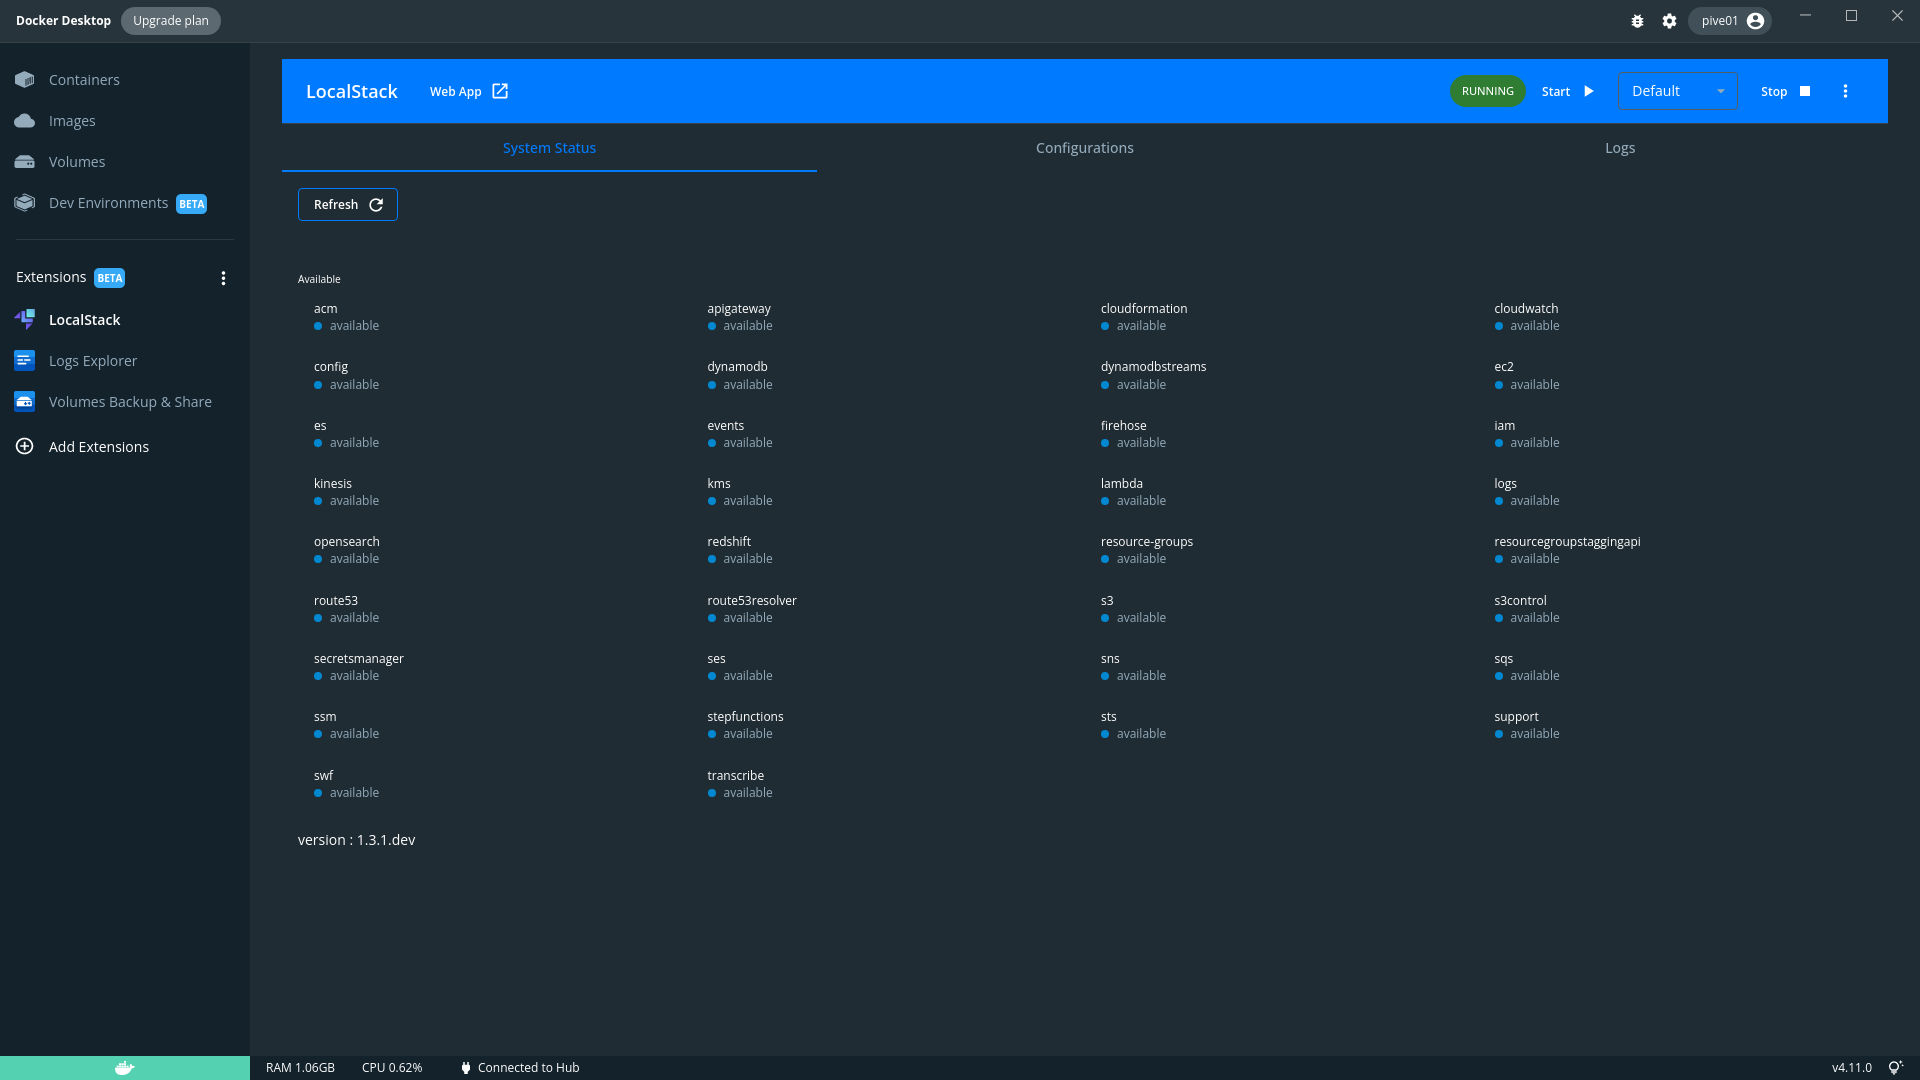 Docker Desktop Upgrade plan pive01
Containers
Images
Volumes
Dev Environments BETA
Extensions BETA
LocalStack
Logs Explorer
Volumes Backup & Share
Add Extensions
LocalStack Web App RUNNING Start Default Stop
System Status Configurations Logs
Refresh
Available
acm apigateway cloudformation cloudwatch
available available available available
config dynamodb dynamodbstreams ec2
available available available available
es events firehose iam
available available available available
kinesis kms lambda logs
available available available available
opensearch redshift resource-groups resourcegroupstaggingapi
available available available available
route53 route53resolver s3 s3control
available available available available
secretsmanager ses sns sqs
available available available available
ssm stepfunctions sts support
available available available available
swf transcribe
available available
version : 1.3.1.dev
RAM 1.06GB CPU 0.62% Connected to Hub v4.11.0